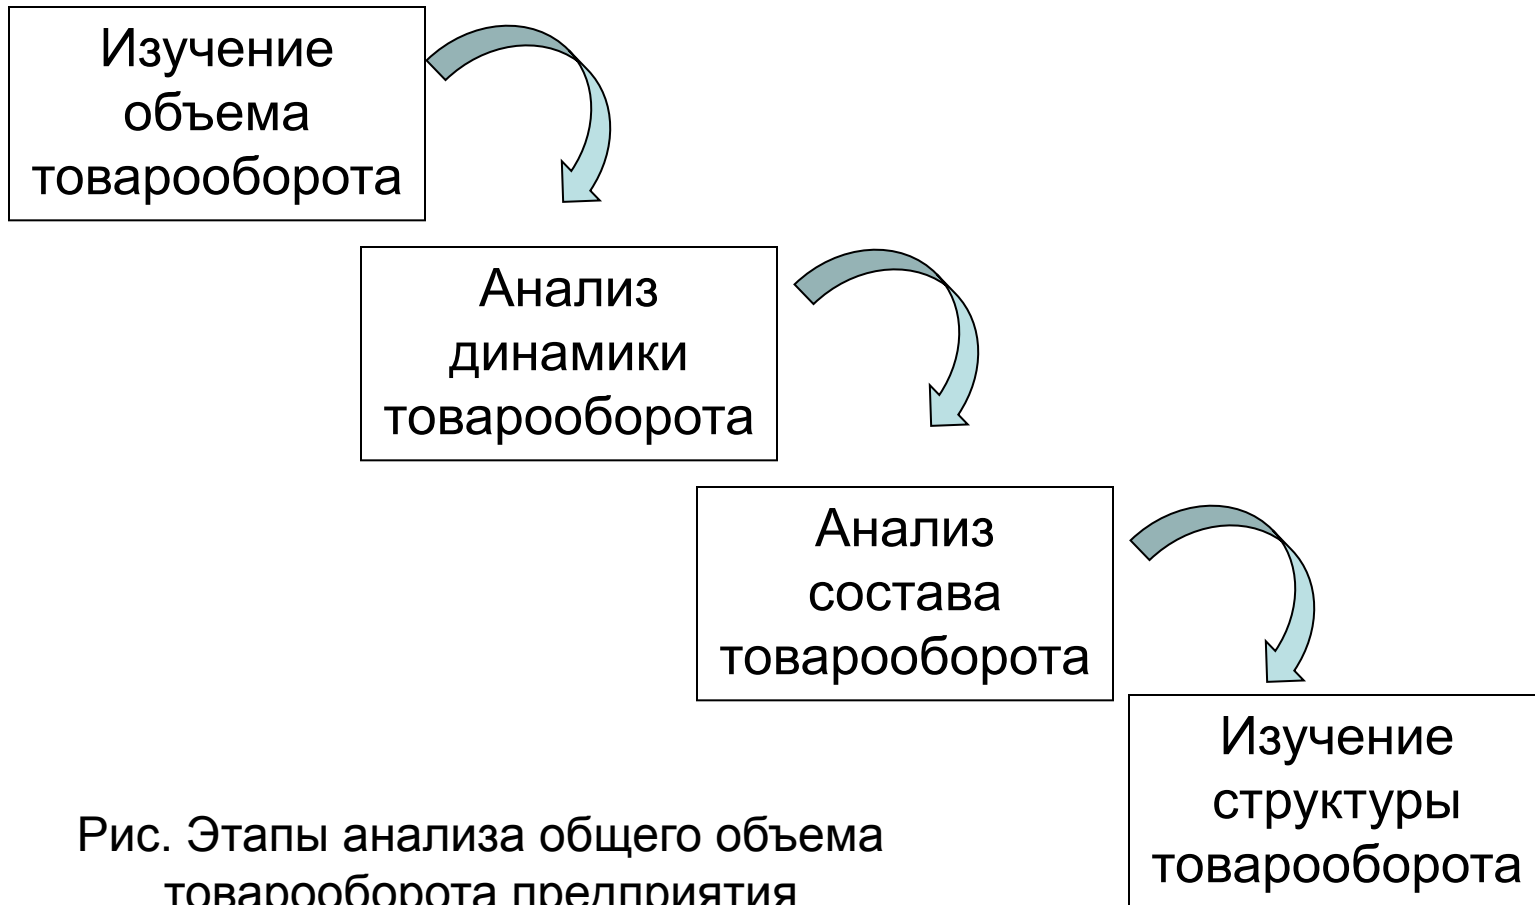 Изучение
объема
товарооборота
Анализ
динамики
товарооборота
Анализ
состава
товарооборота
Изучение
структуры
товарооборота
Рис. Этапы анализа общего объема
товарооборота предприятия